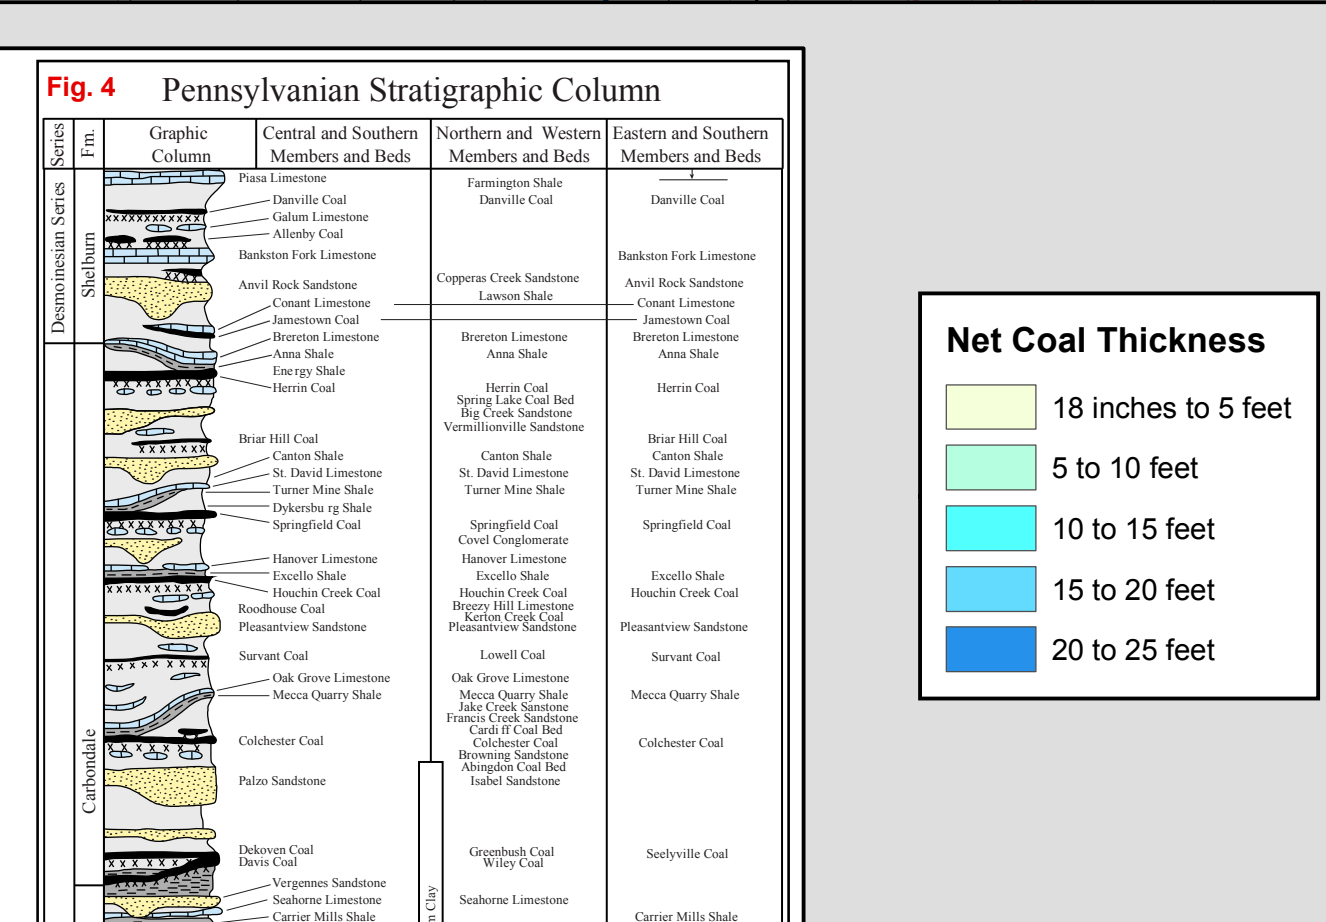 Fig. 4
Pennsylvanian Stratigraphic Column
Series
Fm.
Graphic
Column
Central and Southern
Members and Beds
Northern and Western
Members and Beds
Eastern and Southern
Members and Beds
Desmoinesian Series
Shelburn
Carbondale
Piasa Limestone
Danville Coal
Galum Limestone
Allenby Coal
Bankston Fork Limestone
Anvil Rock Sandstone
Conant Limestone
Jamestown Coal
Brereton Limestone
Anna Shale
Ene rgy Shale
Herrin Coal
Briar Hill Coal
Canton Shale
St. David Limestone
Turner Mine Shale
Dykersbu rg Shale
Springfield Coal
Hanover Limestone
Excello Shale
Houchin Creek Coal
Roodhouse Coal
Pleasantview Sandstone
Survant Coal
Oak Grove Limestone
Mecca Quarry Shale
Colchester Coal
Palzo Sandstone
Dekoven Coal
Davis Coal
Vergennes Sandstone
Seahorne Limestone
Carrier Mills Shale
Farmington Shale
Danville Coal
Copperas Creek Sandstone
Lawson Shale
Brereton Limestone
Anna Shale
Herrin Coal
Spring Lake Coal Bed
Big Creek Sandstone
Vermillionville Sandstone
Canton Shale
St. David Limestone
Turner Mine Shale
Springfield Coal
Covel Conglomerate
Hanover Limestone
Excello Shale
Houchin Creek Coal
Breezy Hill Limestone
Kerton Creek Coal
Pleasantview Sandstone
Lowell Coal
Oak Grove Limestone
Mecca Quarry Shale
Jake Creek Sanstone
Francis Creek Sandstone
Cardi ff Coal Bed
Colchester Coal
Browning Sandstone
Abingdon Coal Bed
Isabel Sandstone
Greenbush Coal
Wiley Coal
Seahorne Limestone
Clay
Danville Coal
Bankston Fork Limestone
Anvil Rock Sandstone
Conant Limestone
Jamestown Coal
Brereton Limestone
Anna Shale
Herrin Coal
Briar Hill Coal
Canton Shale
St. David Limestone
Turner Mine Shale
Springfield Coal
Excello Shale
Houchin Creek Coal
Pleasantview Sandstone
Survant Coal
Mecca Quarry Shale
Colchester Coal
Seelyville Coal
Carrier Mills Shale
Net Coal Thickness
18 inches to 5 feet
5 to 10 feet
10 to 15 feet
15 to 20 feet
20 to 25 feet